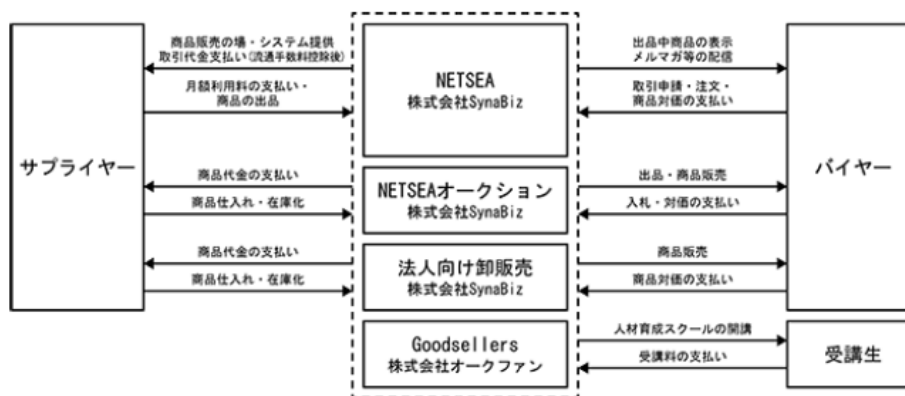 商品販売の場・システム提供
取引代金支払い(流通手数料控除後)
月額利用料の支払い・
商品の出品
サプライヤー
商品代金の支払い
商品仕入れ・在庫化
商品代金の支払い
商品仕入れ・在庫化
NETSEA
株式会社SynaBiz
NETSEAオークション
株式会社SynaBiz
法人向け卸販売
株式会社SynaBiz
Goodsellers
株式会社オークファン
出品中商品の表示
メルマガ等の配信
取引申請・注文・
商品対価の支払い
出品・商品販売
入札・対価の支払い
商品販売
商品対価の支払い
人材育成スクールの開講
受講料の支払い
バイヤー
受講生